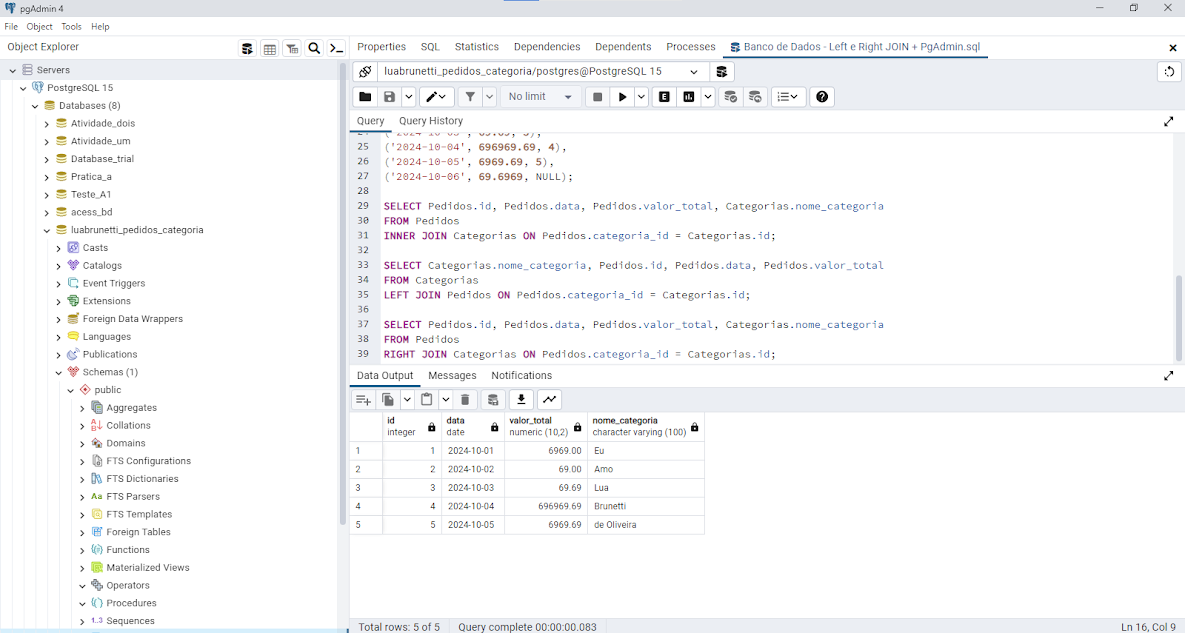 pgAdmin 4
File Object Tools Help
Object Explorer
Servers
PostgreSQL 15
Databases (8)
Atividade_dois
Atividade_um
Database_trial
Pratica_a
Teste_A1
acess_bd
luabrunetti_pedidos_categoria
Casts
Catalogs
Event Triggers
Extensions
Foreign Data Wrappers
Languages
Publications
Schemas (1)
public
Aggregates
Collations
Domains
FTS Configurations
FTS Dictionaries
Aa FTS Parsers
FTS Templates
Foreign Tables
Functions
Materialized Views
Operators
Procedures
1..3 Sequences
Properties SQL Statistics Dependencies Dependents Processes Banco de Dados - Left e Right JOIN + PgAdmin.sql
luabrunetti_pedidos_categoria/postgres@PostgreSQL 15
No limit
Query Query History
24 ('2024-10-03', 69.69, 3),
25 ('2024-10-04', 696969.69, 4),
26 ('2024-10-05', 6969.69, 5),
27 ('2024-10-06', 69.6969, NULL);
28
29 SELECT Pedidos.id, Pedidos.data, Pedidos.valor_total, Categorias.nome_categoria
30 FROM Pedidos
31 INNER JOIN Categorias ON Pedidos.categoria_id = Categorias.id;
32
33 SELECT Categorias.nome_categoria, Pedidos.id, Pedidos.data, Pedidos.valor_total
34 FROM Categorias
35 LEFT JOIN Pedidos ON Pedidos.categoria_id = Categorias.id;
36
37 SELECT Pedidos.id, Pedidos.data, Pedidos.valor_total, Categorias.nome_categoria
38 FROM Pedidos
39 RIGHT JOIN Categorias ON Pedidos.categoria_id = Categorias.id;
Data Output Messages Notifications
id data valor_total nome_categoria
integer date numeric (10,2) character varying (100)
1 1 2024-10-01 6969.00 Eu
2 2 2024-10-02 69.00 Amo
3 3 2024-10-03 69.69 Lua
4 4 2024-10-04 696969.69 Brunetti
5 5 2024-10-05 6969.69 de Oliveira
Total rows: 5 of 5 Query complete 00:00:00.083 Ln 16, Col 9